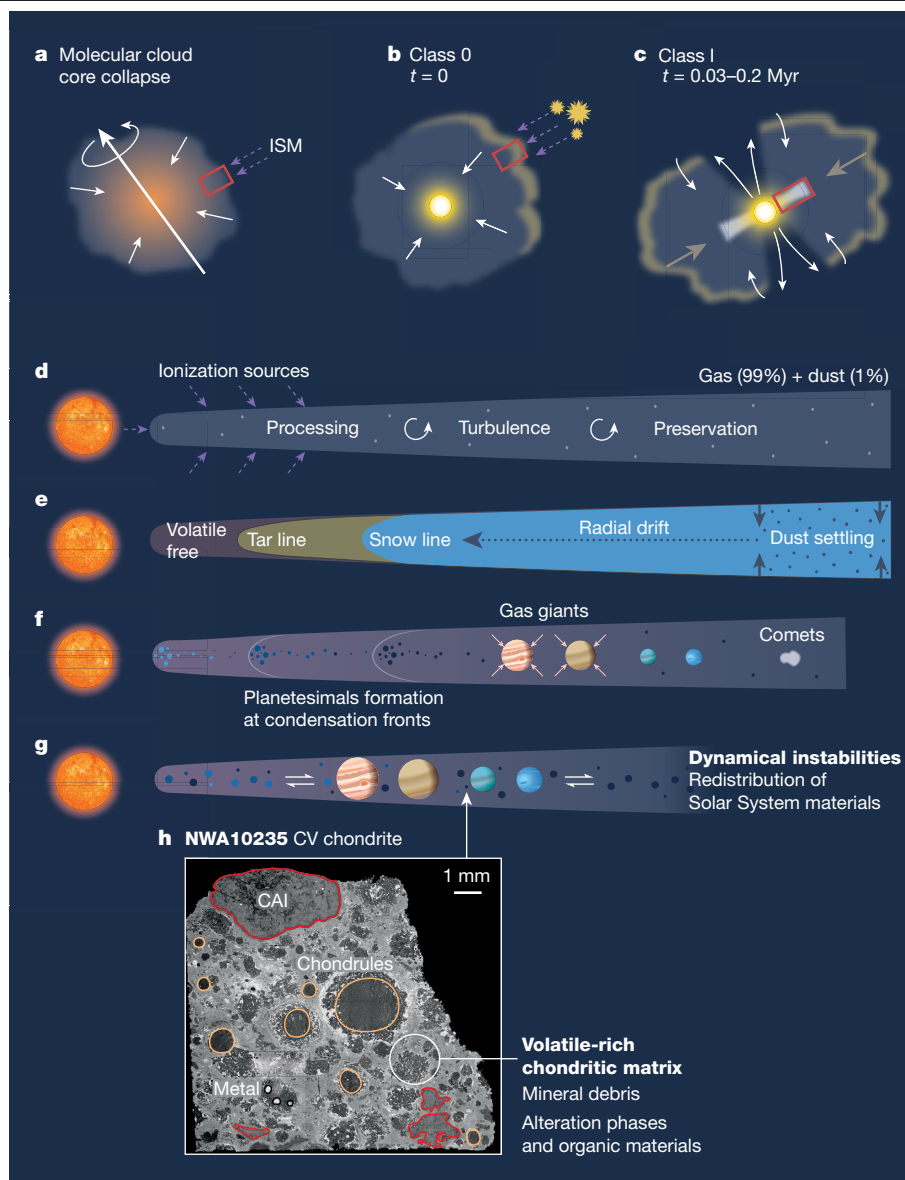 a Molecular cloud
core collapse
ISM
b Class 0
t = 0
c Class I
t = 0.03–0.2 Myr
d
Ionization sources
Gas (99%) + dust (1%)
Processing
Turbulence
Preservation
e
Volatile
free
Tar line
Snow line
Radial drift
Dust settling
f
Gas giants
Comets
Planetesimals formation
at condensation fronts
g
Dynamical instabilities
Redistribution of
Solar System materials
h NWA10235 CV chondrite
1 mm
CAI
Chondrules
Metal
Volatile-rich
chondritic matrix
Mineral debris
Alteration phases
and organic materials